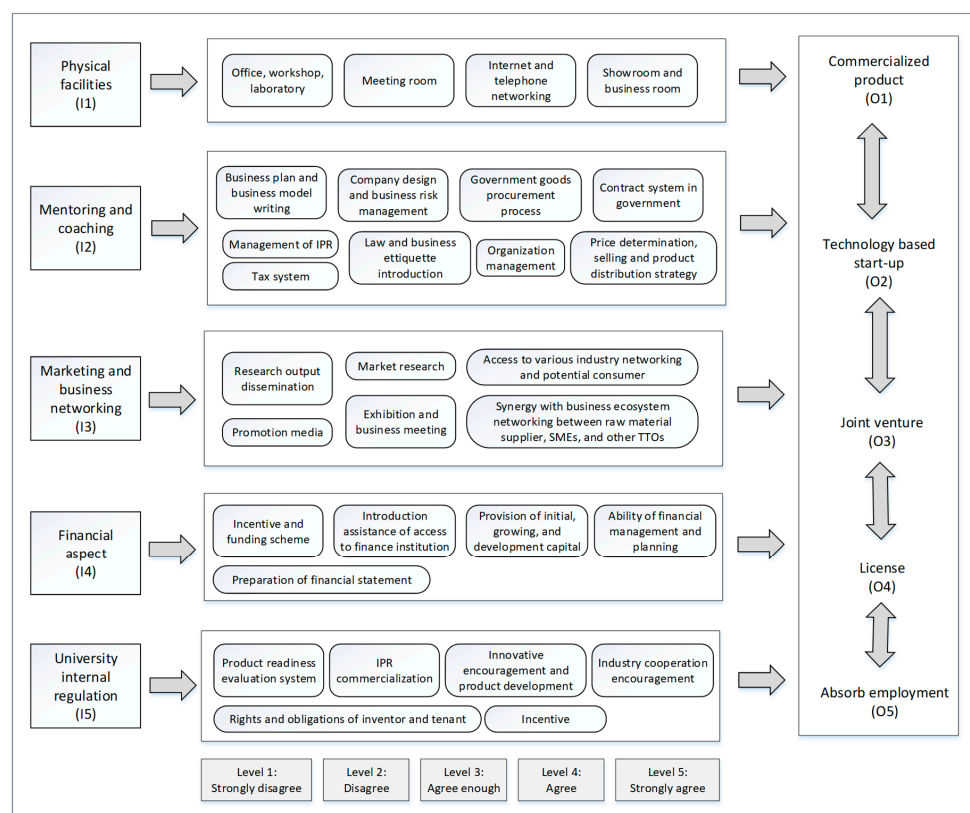 Physical
facilities
(I1)
Office, workshop,
laboratory
Meeting room
Internet and
telephone
networking
Showroom and
business room
Commercialized
product
(O1)
Mentoring and
coaching
(I2)
Business plan and
business model
writing
Company design
and business risk
management
Government goods
procurement
process
Contract system in
government
Management of IPR
Tax system
Law and business
ettiquette
introduction
Organization
management
Price determination,
selling and product
distribution strategy
Technology based
start-up
(O2)
Marketing and
business
networking
(I3)
Research output
dissemination
Market research
Access to various industry networking
and potential consumer
Promotion media
Exhibition and
business meeting
Synergy with business ecosystem
networking between raw material
supplier, SMEs, and other TTOs
Joint venture
(O3)
Financial
aspect
(I4)
Incentive and
funding scheme
Introduction
assistance of access
to finance institution
Provision of initial,
growing, and
development capital
Ability of financial
management and
planning
Preparation of financial statement
License
(O4)
University
internal
regulation
(I5)
Product readiness
evaluation system
IPR
commercialization
Innovative
encouragement and
product development
Industry cooperation
encouragement
Rights and obligations of inventor and tenant
Incentive
Absorb employment
(O5)
Level 1:
Strongly disagree
Level 2:
Disagree
Level 3:
Agree enough
Level 4:
Agree
Level 5:
Strongly agree